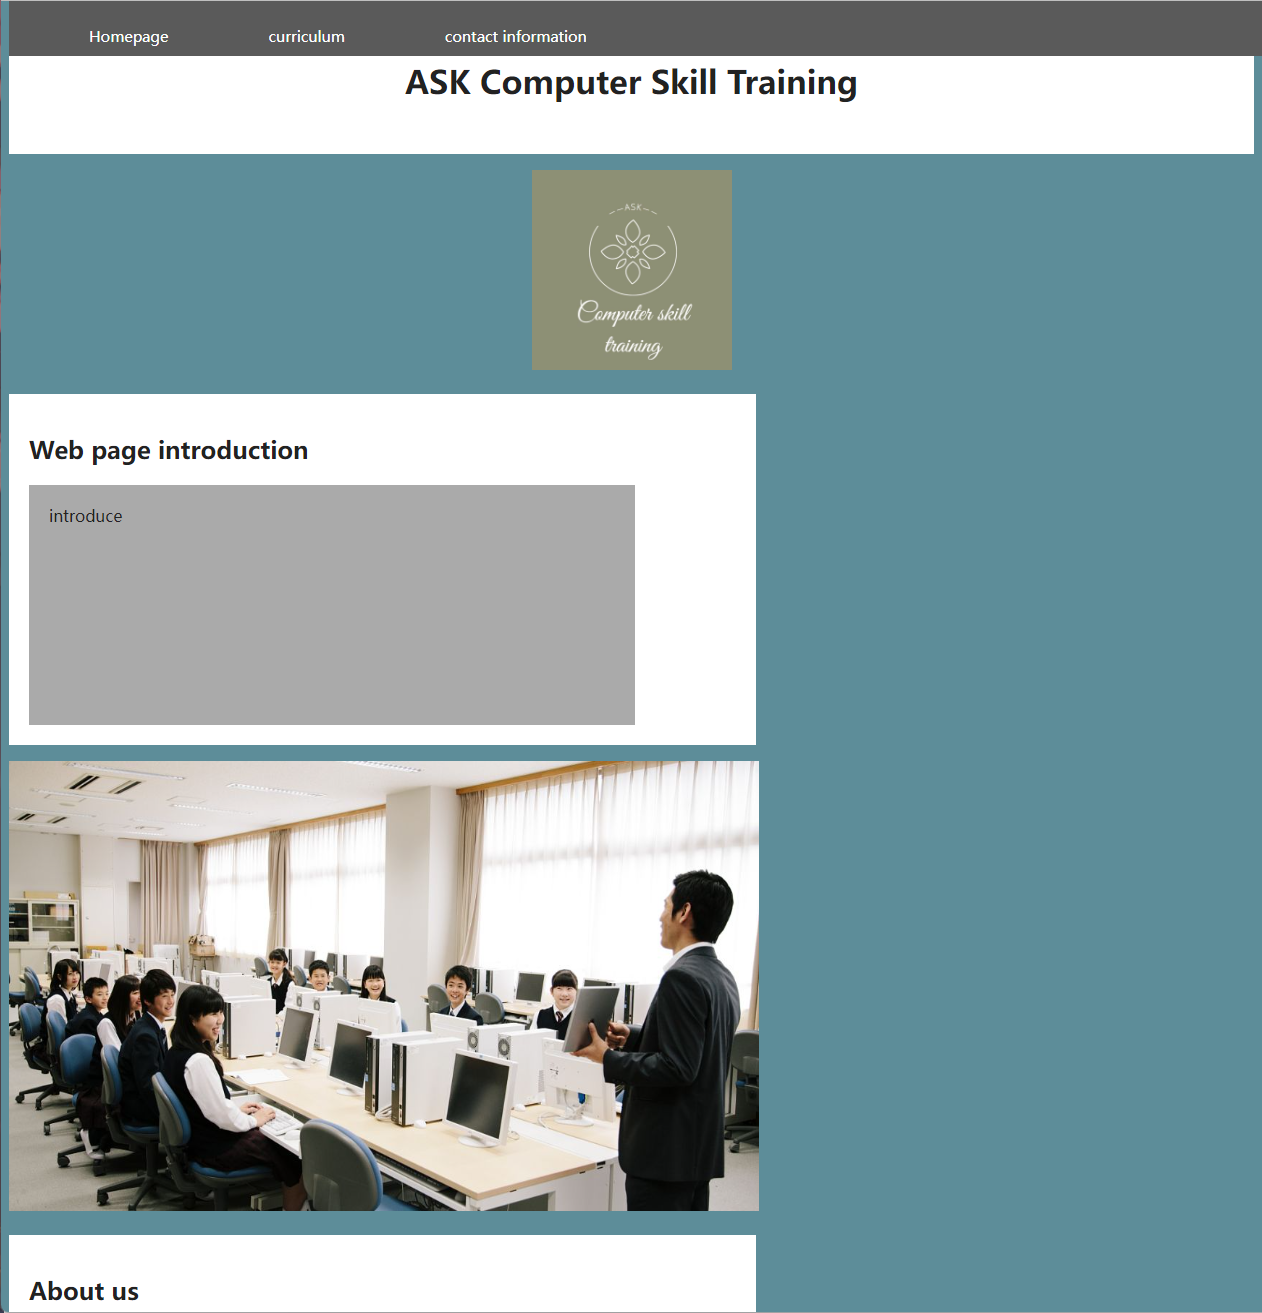 Homepage
curriculum
contact information
ASK Computer Skill Training
ASK
Computer skill
training
Web page introduction
introduce
About us